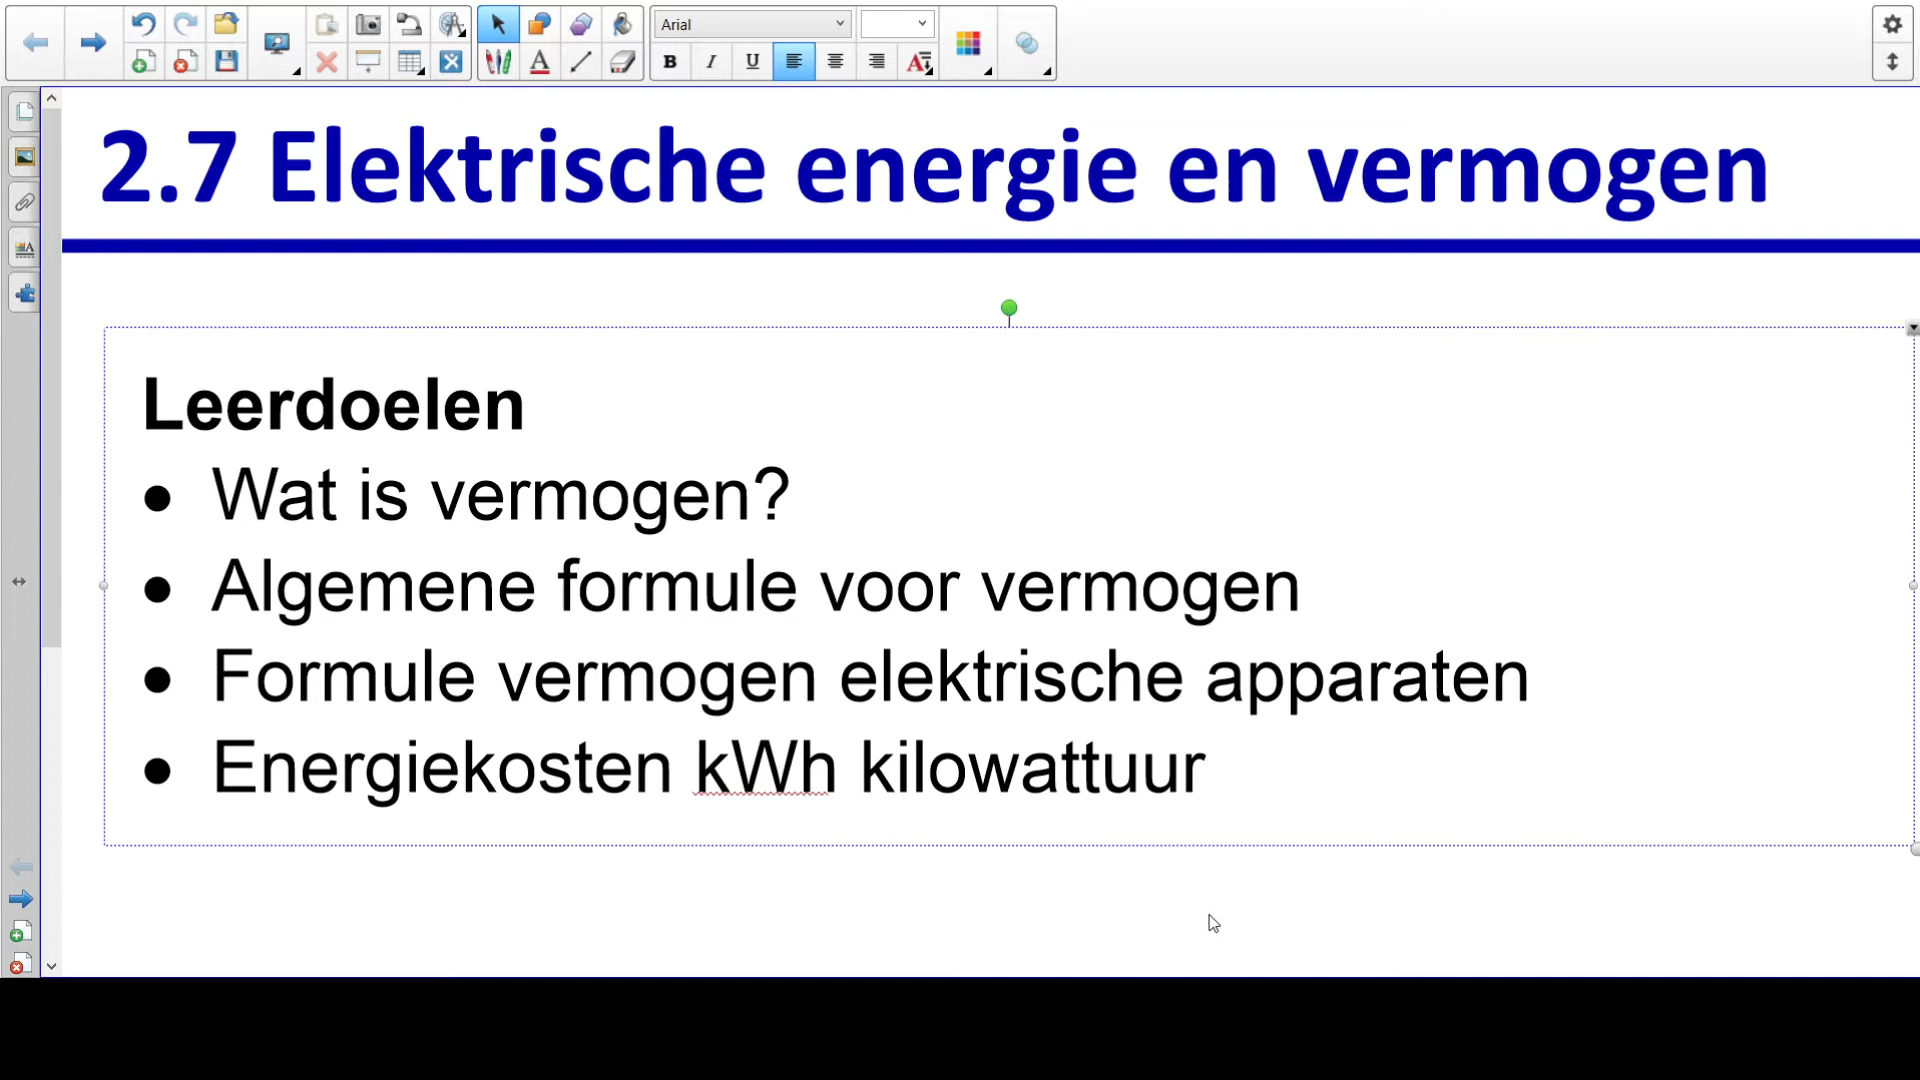 Arial
B I U A
2.7 Elektrische energie en vermogen
Leerdoelen
• Wat is vermogen?
• Algemene formule voor vermogen
• Formule vermogen elektrische apparaten
• Energiekosten kWh kilowattuur